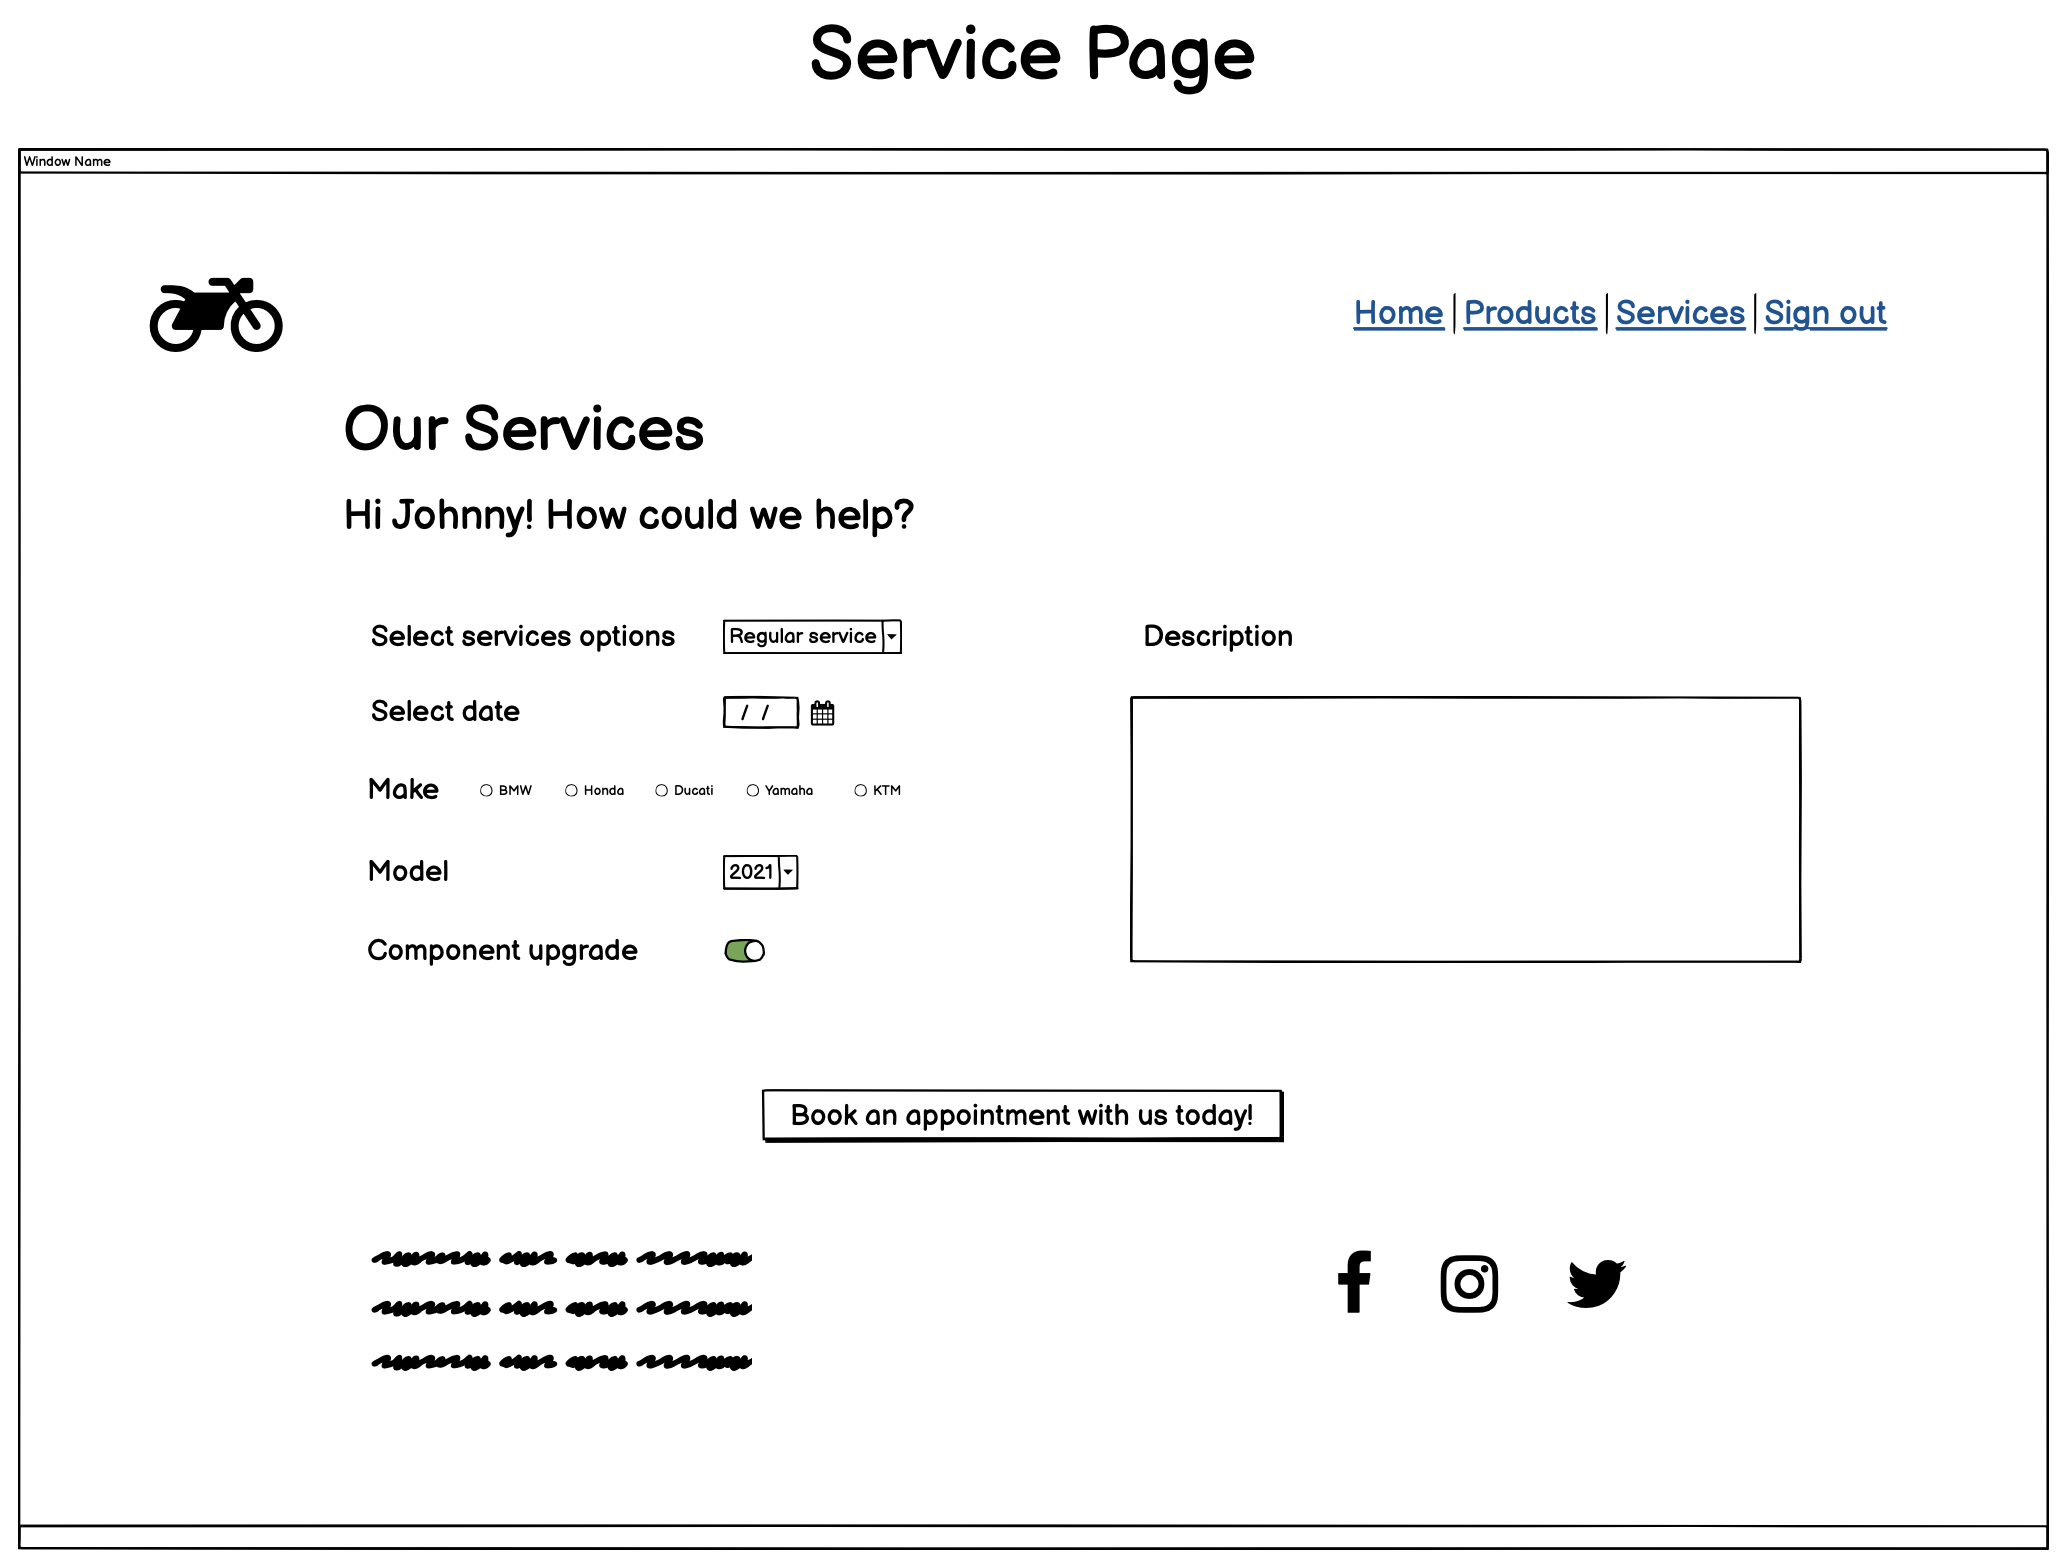 Service Page
Window Name
Home Products Services Sign out
Our Services
Hi Johnny! How could we help?
Select services options Regular service
Description
Select date / /
Make BMW Honda Ducati Yamaha KTM
Model 2021
Component upgrade
Book an appointment with us today!